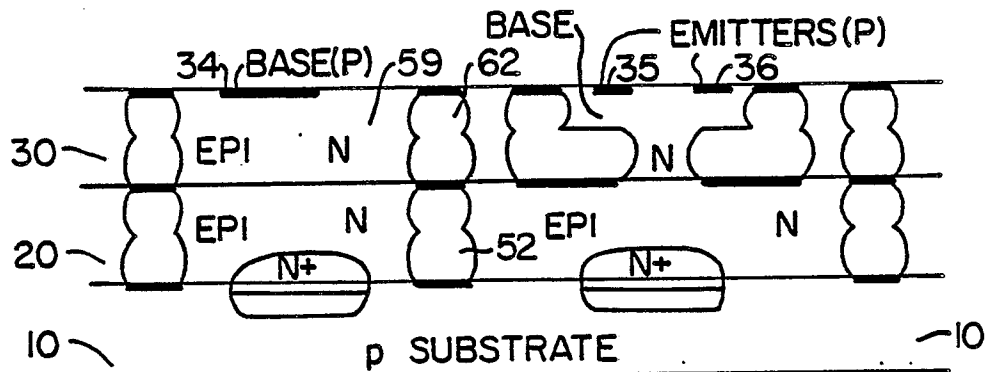 BASE
EMITTERS(P)
34 BASE(P) 59 62 35 36
30 EPI N N
20 EPI N 52 EPI N
N+ N+
10 p SUBSTRATE 10